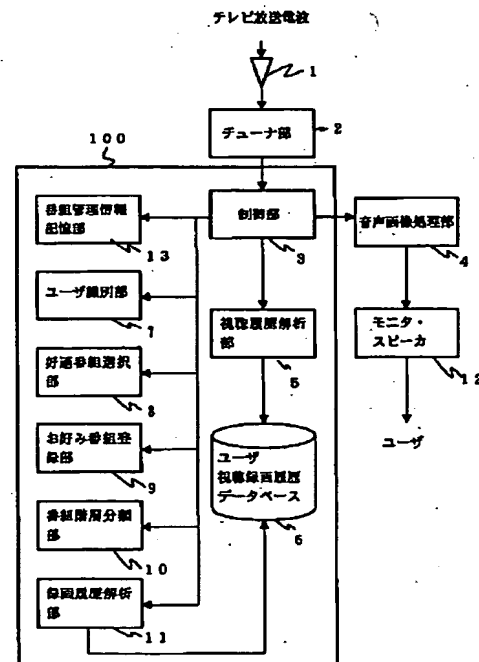 テレビ放送電波
1
チューナ部
2
100
制御部
3
音声画像処理部
4
番組管理情報
記憶部
13
ユーザ識別部
7
視聴履歴解析
部
5
モニタ・
スピーカ
12
好適番組選択
部
8
ユーザ
お好み番組登
録部
9
ユーザ
視聴録画履歴
データベース
6
番組階層分類
部
10
録画履歴解析
部
11